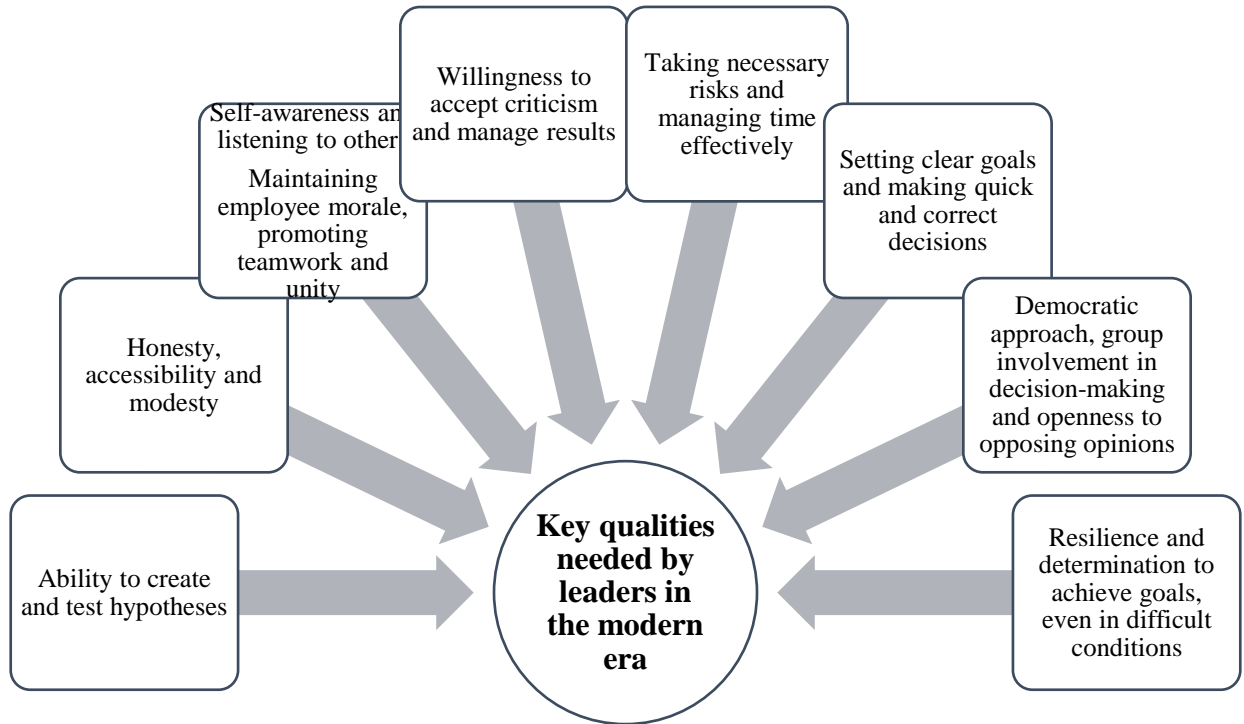 Ability to create
and test hypotheses
Honesty,
accessibility and
modesty
Self-awareness an
listening to other
Maintaining
employee morale,
promoting
teamwork and
unity
Willingness to
accept criticism
and manage results
Taking necessary
risks and
managing time
effectively
Setting clear goals
and making quick
and correct
decisions
Democratic
approach, group
involvement in
decision-making
and openness to
opposing opinions
Resilience and
determination to
achieve goals,
even in difficult
conditions
Key qualities
needed by
leaders in
the modern
era